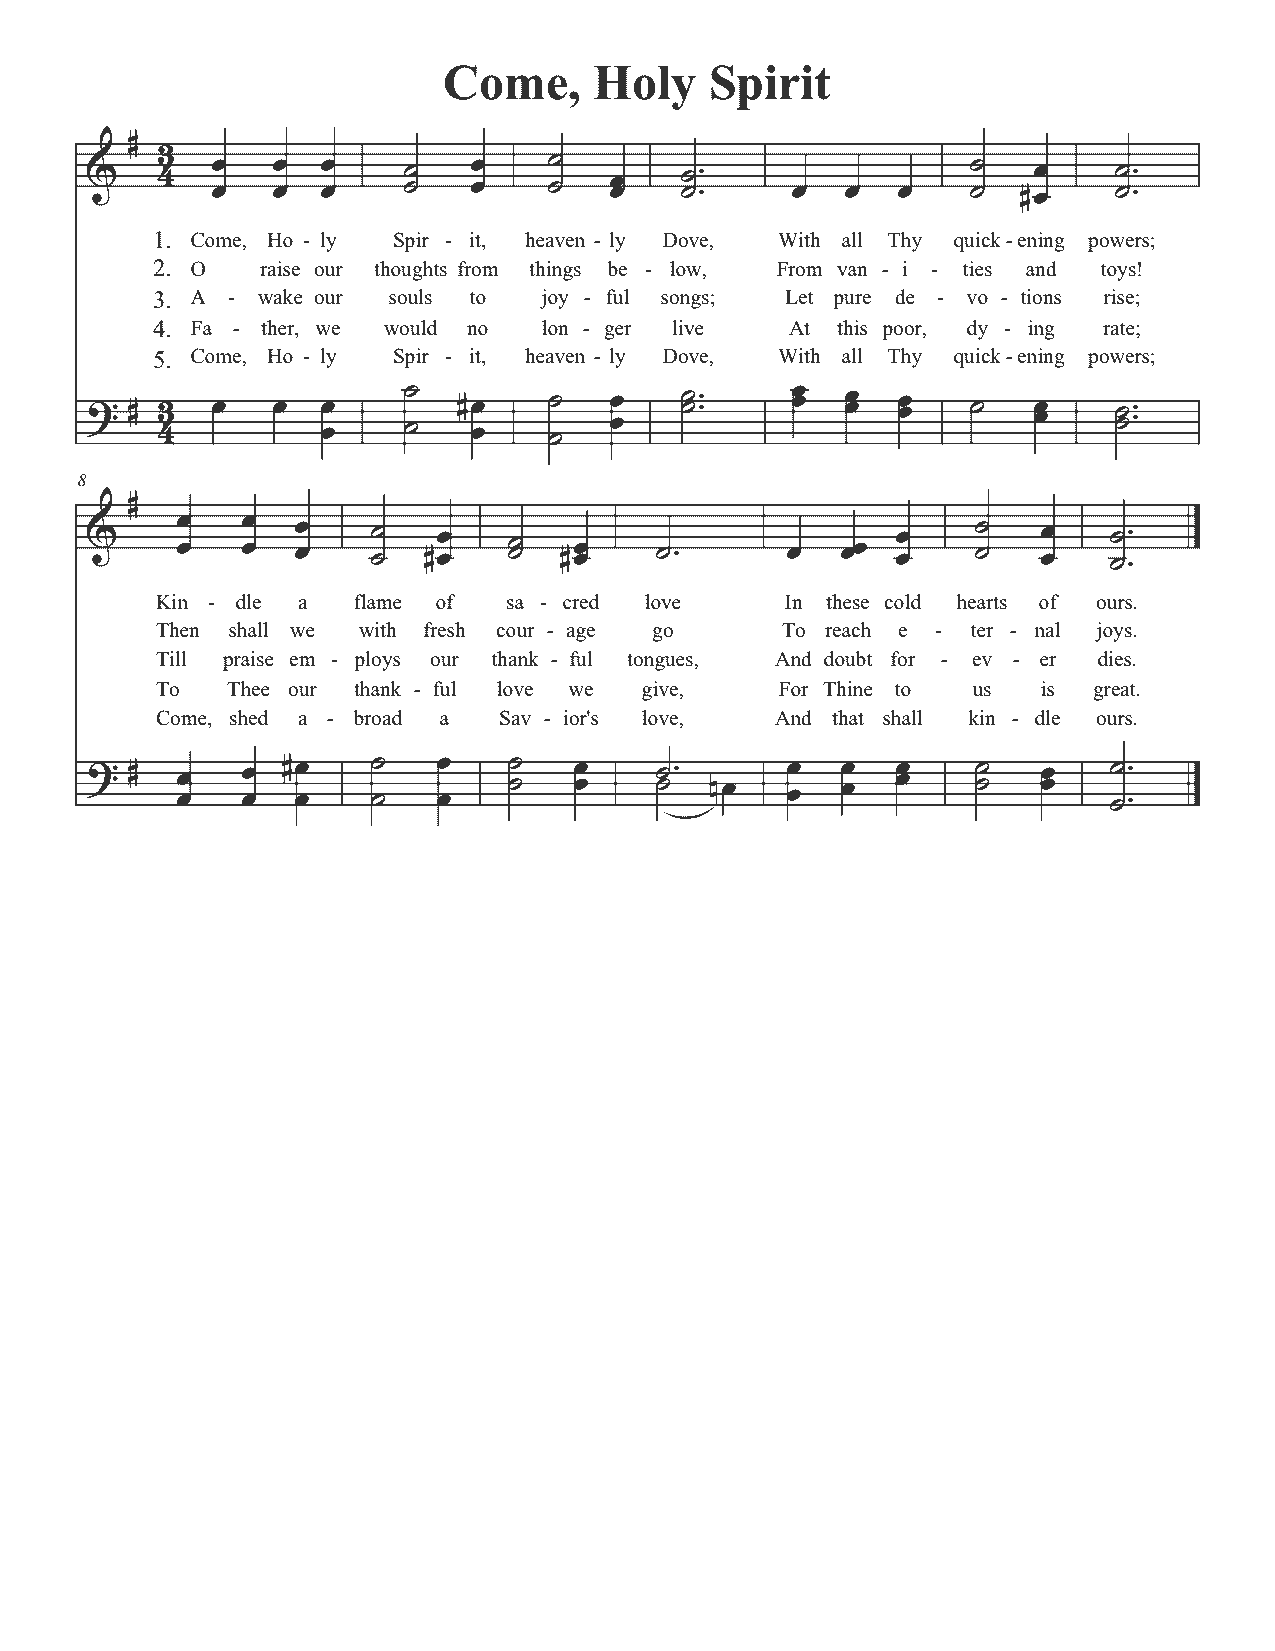 Come, Holy Spirit
3 4
1. Come, Ho - ly Spir - it, heaven - ly Dove, With all Thy quick - ening powers;
2. O raise our thoughts from things be - low, From van - i - ties and toys!
3. A - wake our souls to joy - ful songs; Let pure de - vo - tions rise;
4. Fa - ther, we would no lon - ger live At this poor, dy - ing rate;
5. Come, Ho - ly Spir - it, heaven - ly Dove, With all Thy quick - ening powers;
3 4
8
Kin - dle a flame of sa - cred love In these cold hearts of ours.
Then shall we with fresh cour - age go To reach e - ter - nal joys.
Till praise em - ploys our thank - ful tongues, And doubt for - ev - er dies.
To Thee our thank - ful love we give, For Thine to us is great.
Come, shed a - broad a Sav - ior's love, And that shall kin - dle ours.